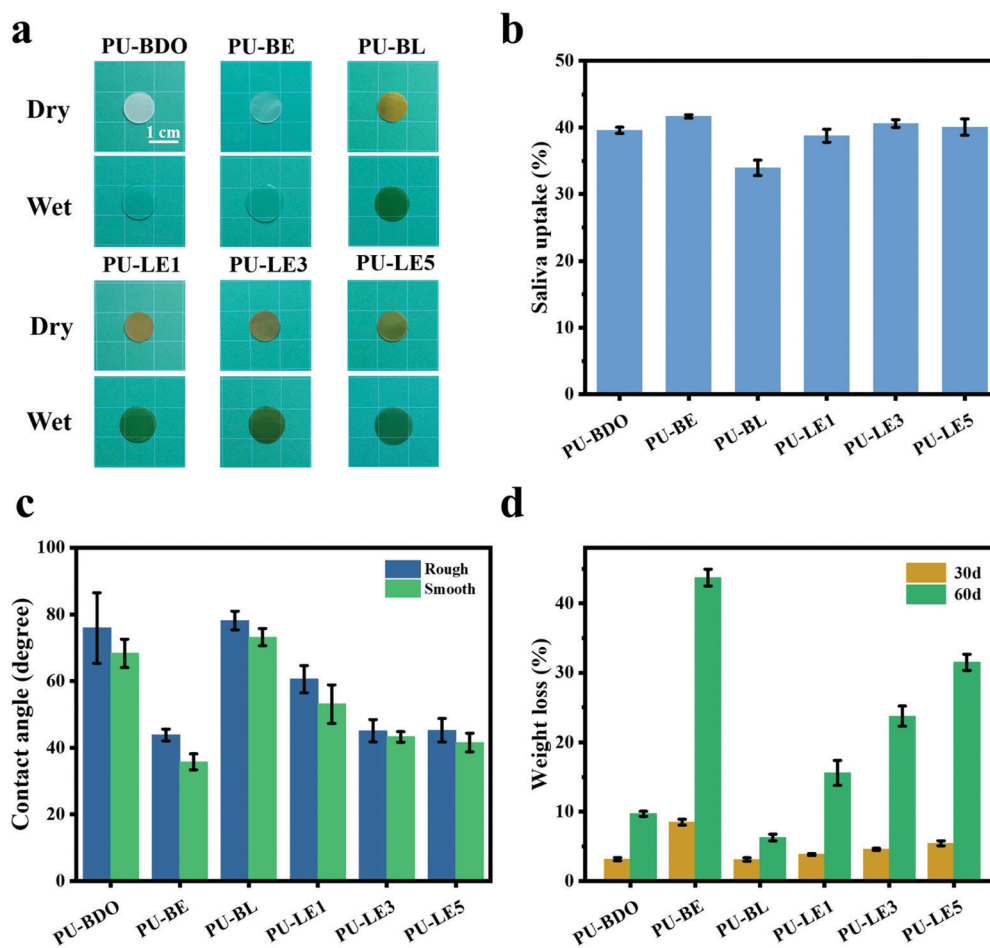 a
PU-BDO PU-BE PU-BL
Dry
1 cm
Wet
PU-LE1 PU-LE3 PU-LE5
Dry
Wet
b
Saliva uptake (%)
50
40
30
20
10
0
PU-BDO PU-BE PU-BL PU-LE1 PU-LE3 PU-LE5
c
Contact angle (degree)
100
80
60
40
20
0
Rough
Smooth
PU-BDO PU-BE PU-BL PU-LE1 PU-LE3 PU-LE5
d
Weight loss (%)
40
30
20
10
0
30d
60d
PU-BDO PU-BE PU-BL PU-LE1 PU-LE3 PU-LE5